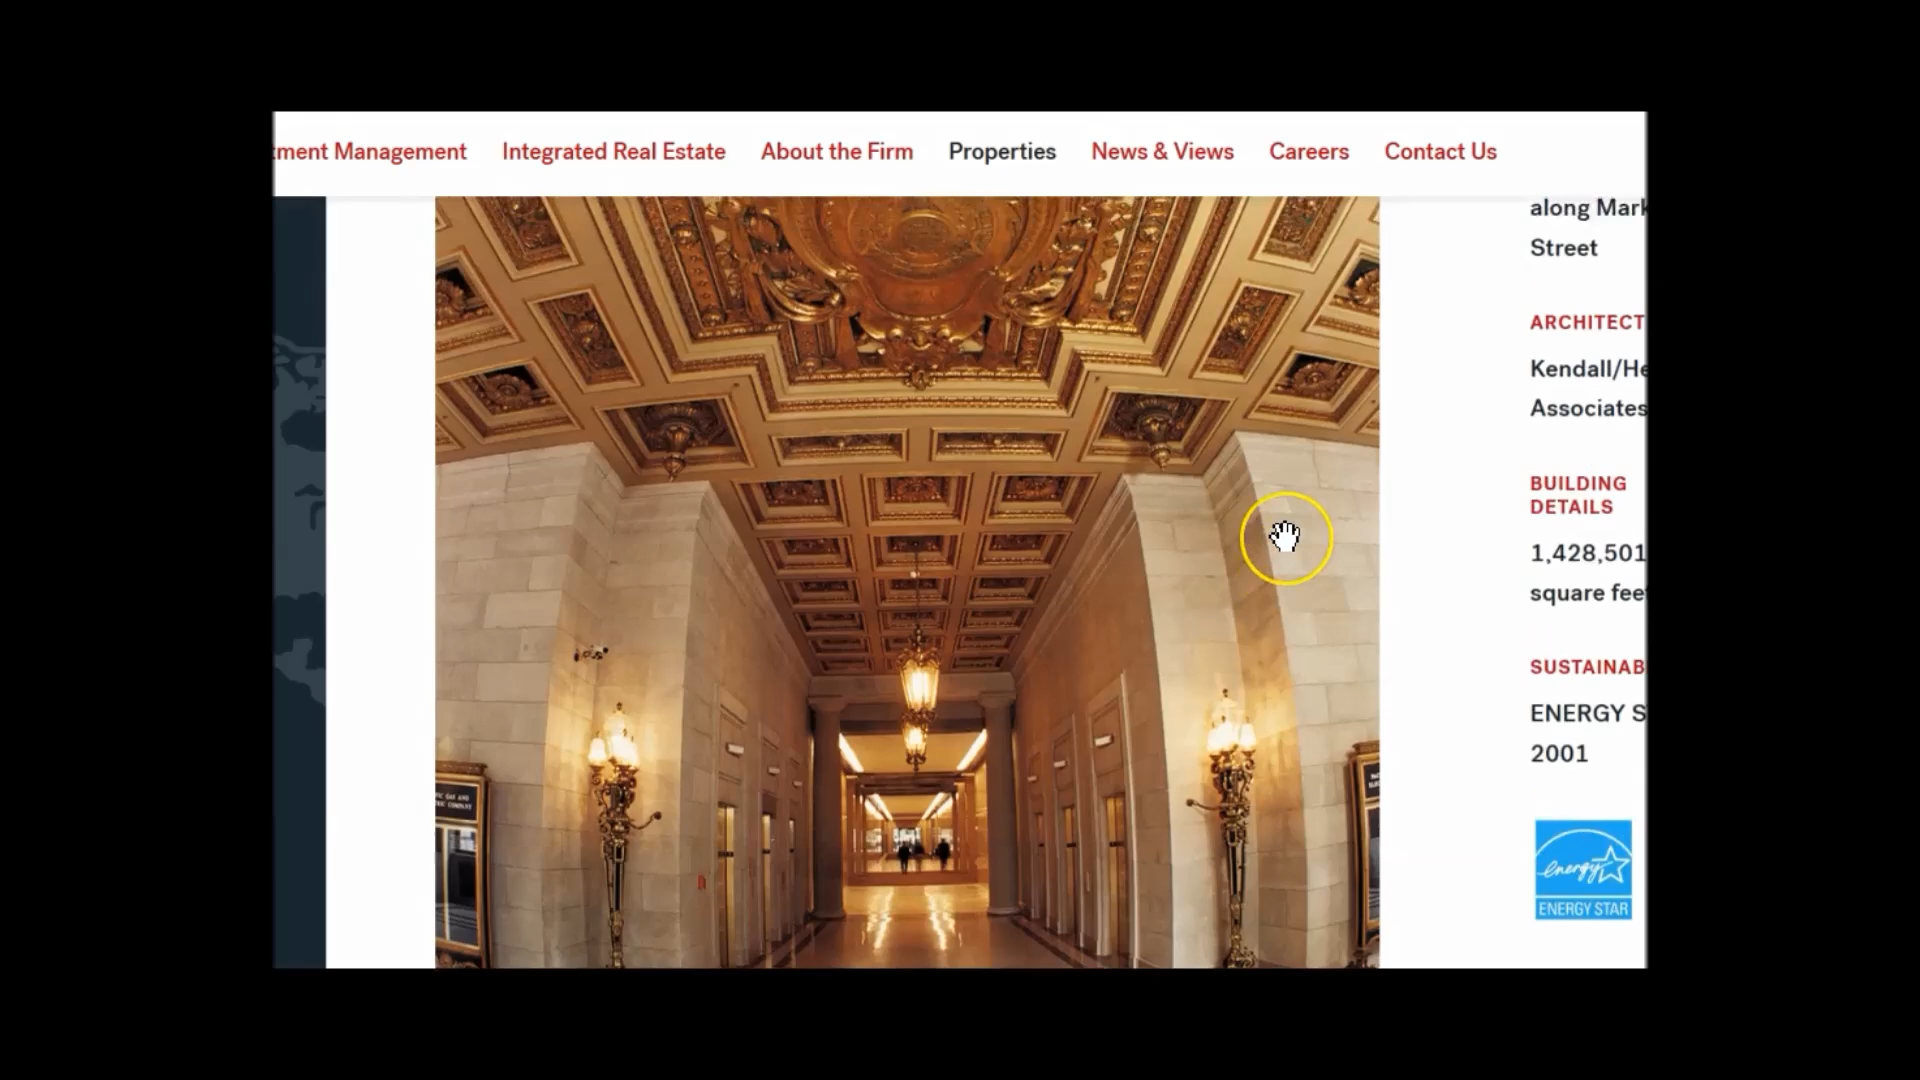 tment Management Integrated Real Estate About the Firm Properties News & Views Careers Contact Us
along Mark
Street
ARCHITECT
Kendall/He
Associates
BUILDING
DETAILS
1,428,501
square fee
SUSTAINAB
ENERGY S
2001
energy
ENERGY STAR